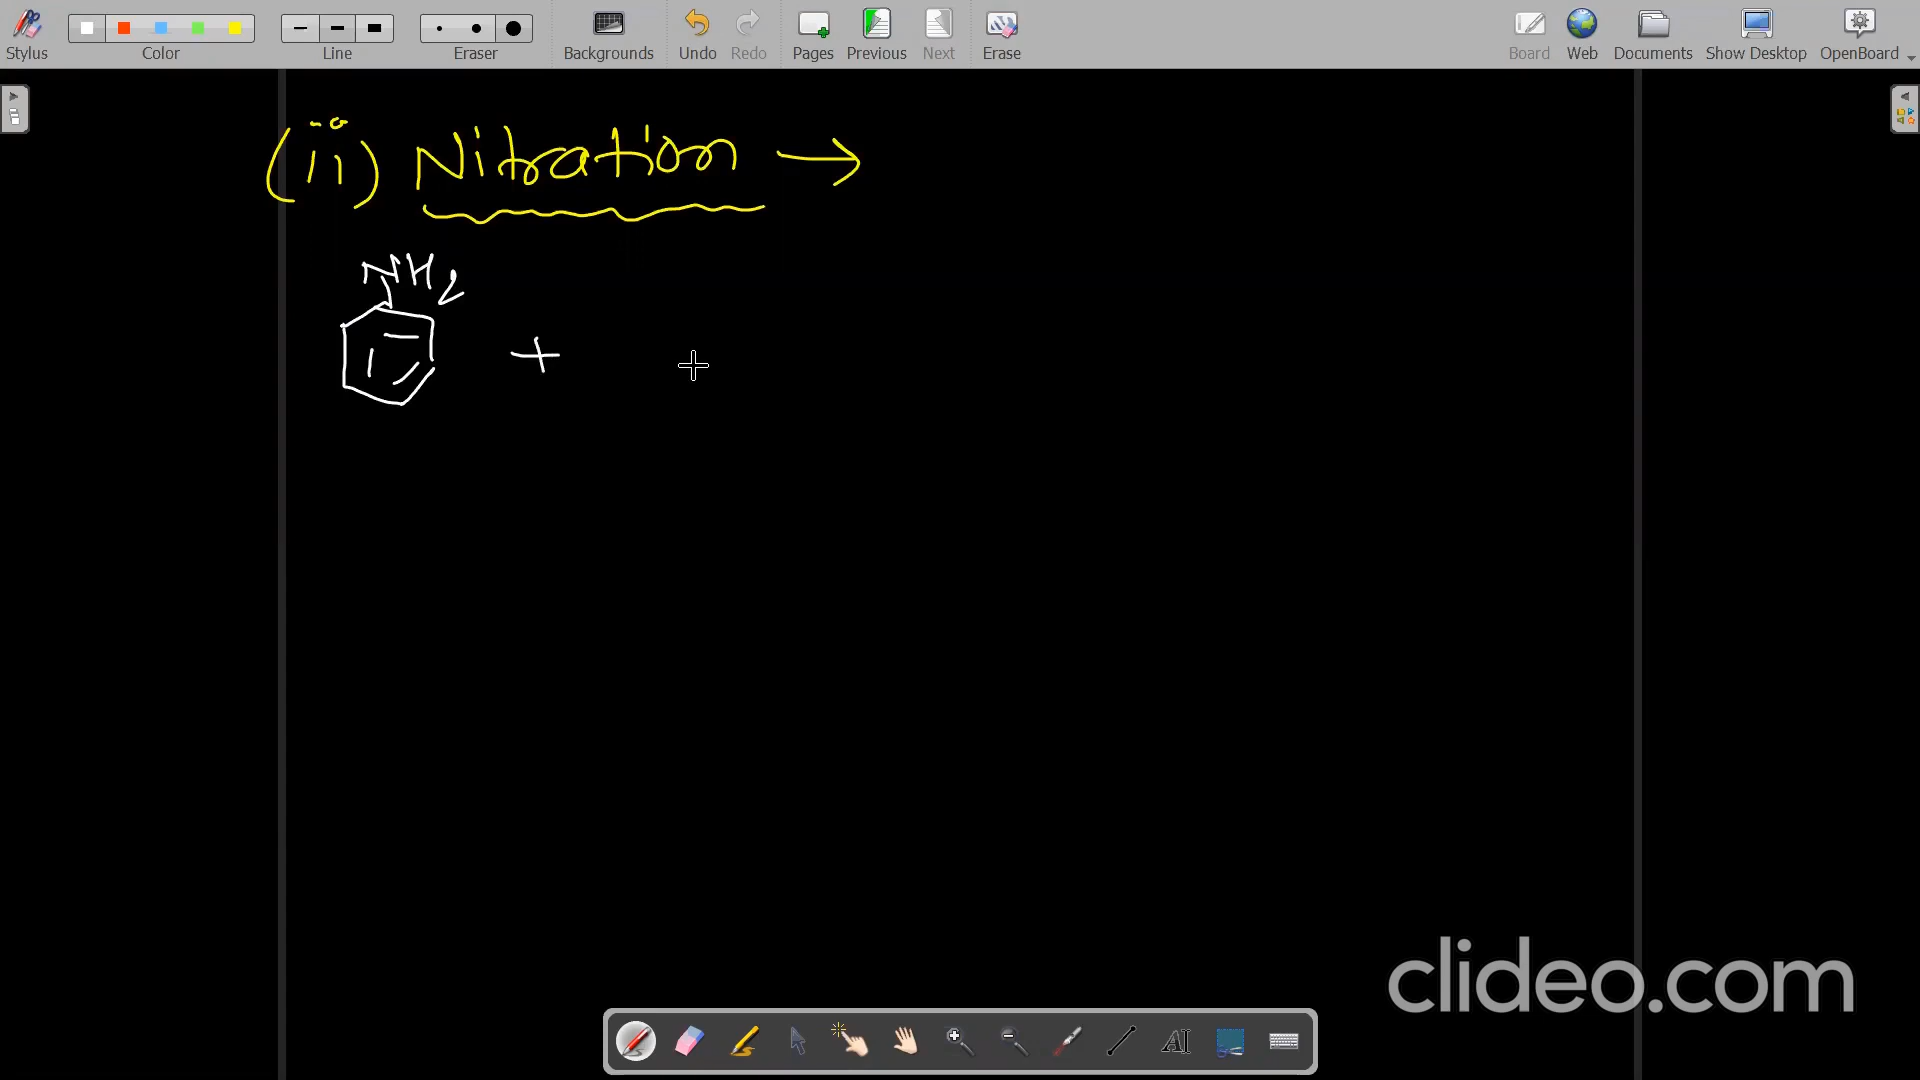 Stylus Color Line Eraser Backgrounds Undo Redo Pages Previous Next Erase Board Web Documents Show Desktop OpenBoard
(ii) Nitration →
NH2
+
AI
clideo.com